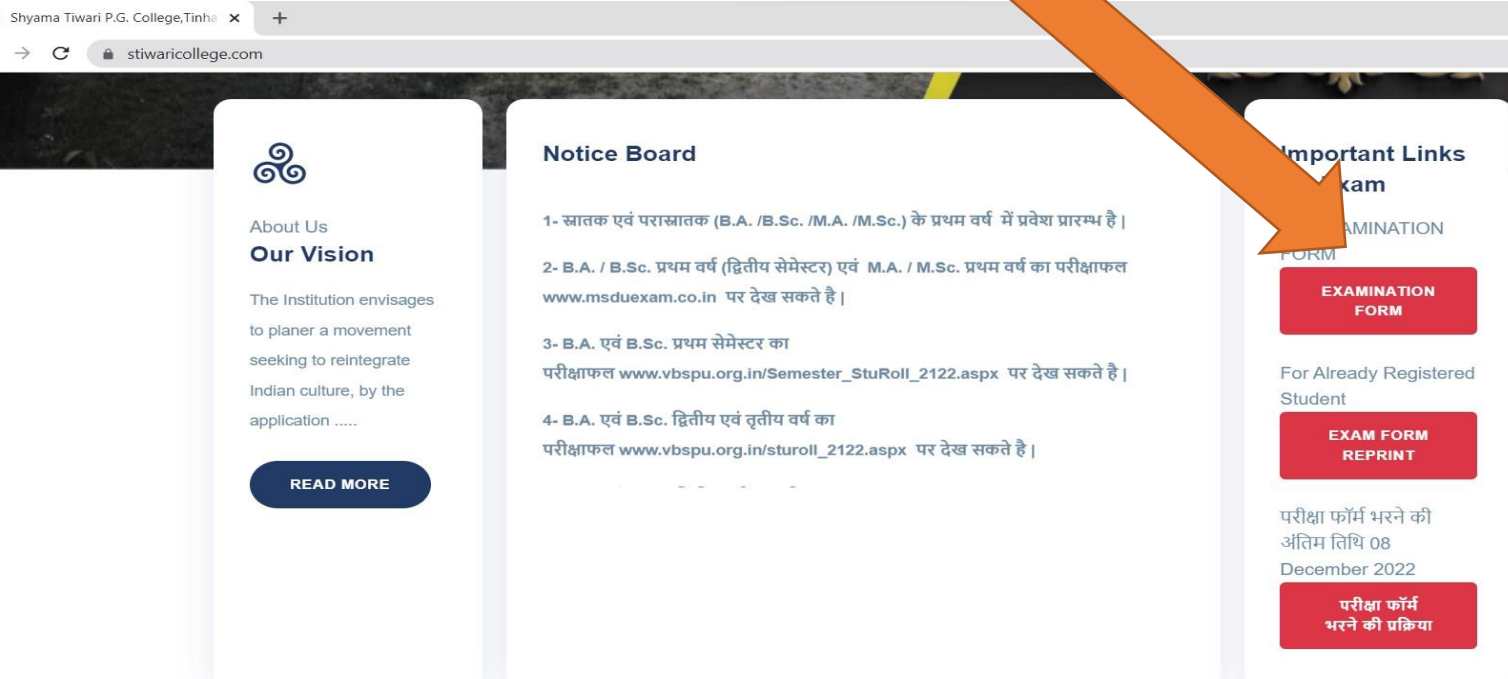 Shyama Tiwari P.G. College,Tinha
stiwaricollege.com
About Us
Our Vision
The Institution envisages
to planer a movement
seeking to reintegrate
Indian culture, by the
application .....
READ MORE
Notice Board
1- स्नातक एवं परास्नातक (B.A. /B.Sc. /M.A. /M.Sc.) के प्रथम वर्ष में प्रवेश प्रारम्भ है |
2- B.A. / B.Sc. प्रथम वर्ष (द्वितीय सेमेस्टर) एवं M.A. / M.Sc. प्रथम वर्ष का परीक्षाफल
www.msduexam.co.in पर देख सकते है |
3- B.A. एवं B.Sc. प्रथम सेमेस्टर का
परीक्षाफल www.vbspu.org.in/Semester_StuRoll_2122.aspx पर देख सकते है |
4- B.A. एवं B.Sc. द्वितीय एवं तृतीय वर्ष का
परीक्षाफल www.vbspu.org.in/sturoll_2122.aspx पर देख सकते है |
Important Links
FORM
EXAMINATION
FORM
For Already Registered
Student
EXAM FORM
REPRINT
परीक्षा फॉर्म भरने की
अंतिम तिथि 08
December 2022
परीक्षा फॉर्म
भरने की प्रक्रिया